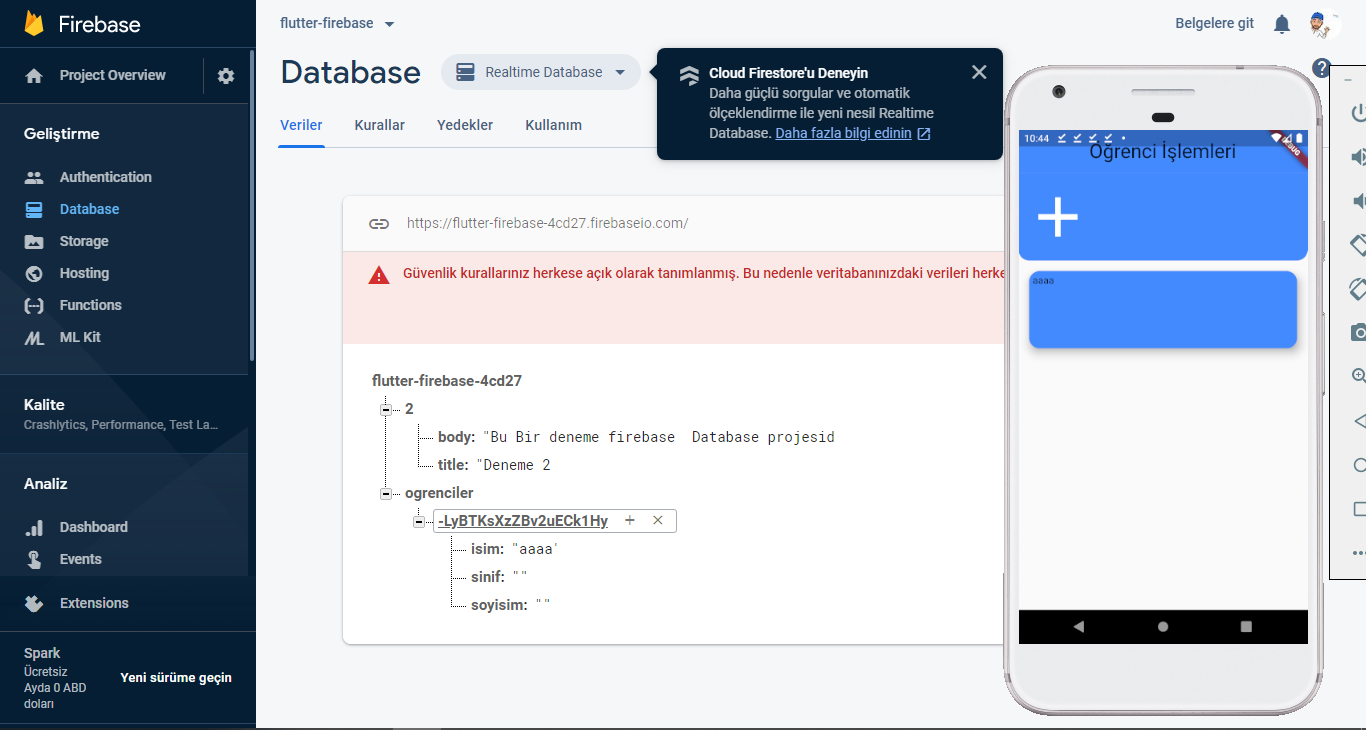 Firebase
Project Overview
Geliştirme
Authentication
Database
Storage
Hosting
Functions
ML Kit
Kalite
Crashlytics, Performance, Test La...
Analiz
Dashboard
Events
Extensions
Spark
Ücretsiz
Ayda 0 ABD
doları
Yeni sürüme geçin
flutter-firebase
Belgelere git
Database
Realtime Database
Cloud Firestore'u Deneyin
Daha güçlü sorgular ve otomatik
ölçeklendirme ile yeni nesil Realtime
Database. Daha fazla bilgi edinin
Veriler Kurallar Yedekler Kullanım
https://flutter-firebase-4cd27.firebaseio.com/
Güvenlik kurallarınız herkese açık olarak tanımlanmış. Bu nedenle veritabanınızdaki verileri herke
flutter-firebase-4cd27
2
body: "Bu Bir deneme firebase  Database projesid
title: "Deneme 2
ogrenciler
-LyBTKsXzZBv2uECk1Hy + ×
isim: "aaaa'
sinif: ""
soyisim: ""
10:44
DEBUG
Öğrenci İşlemleri
aaaa